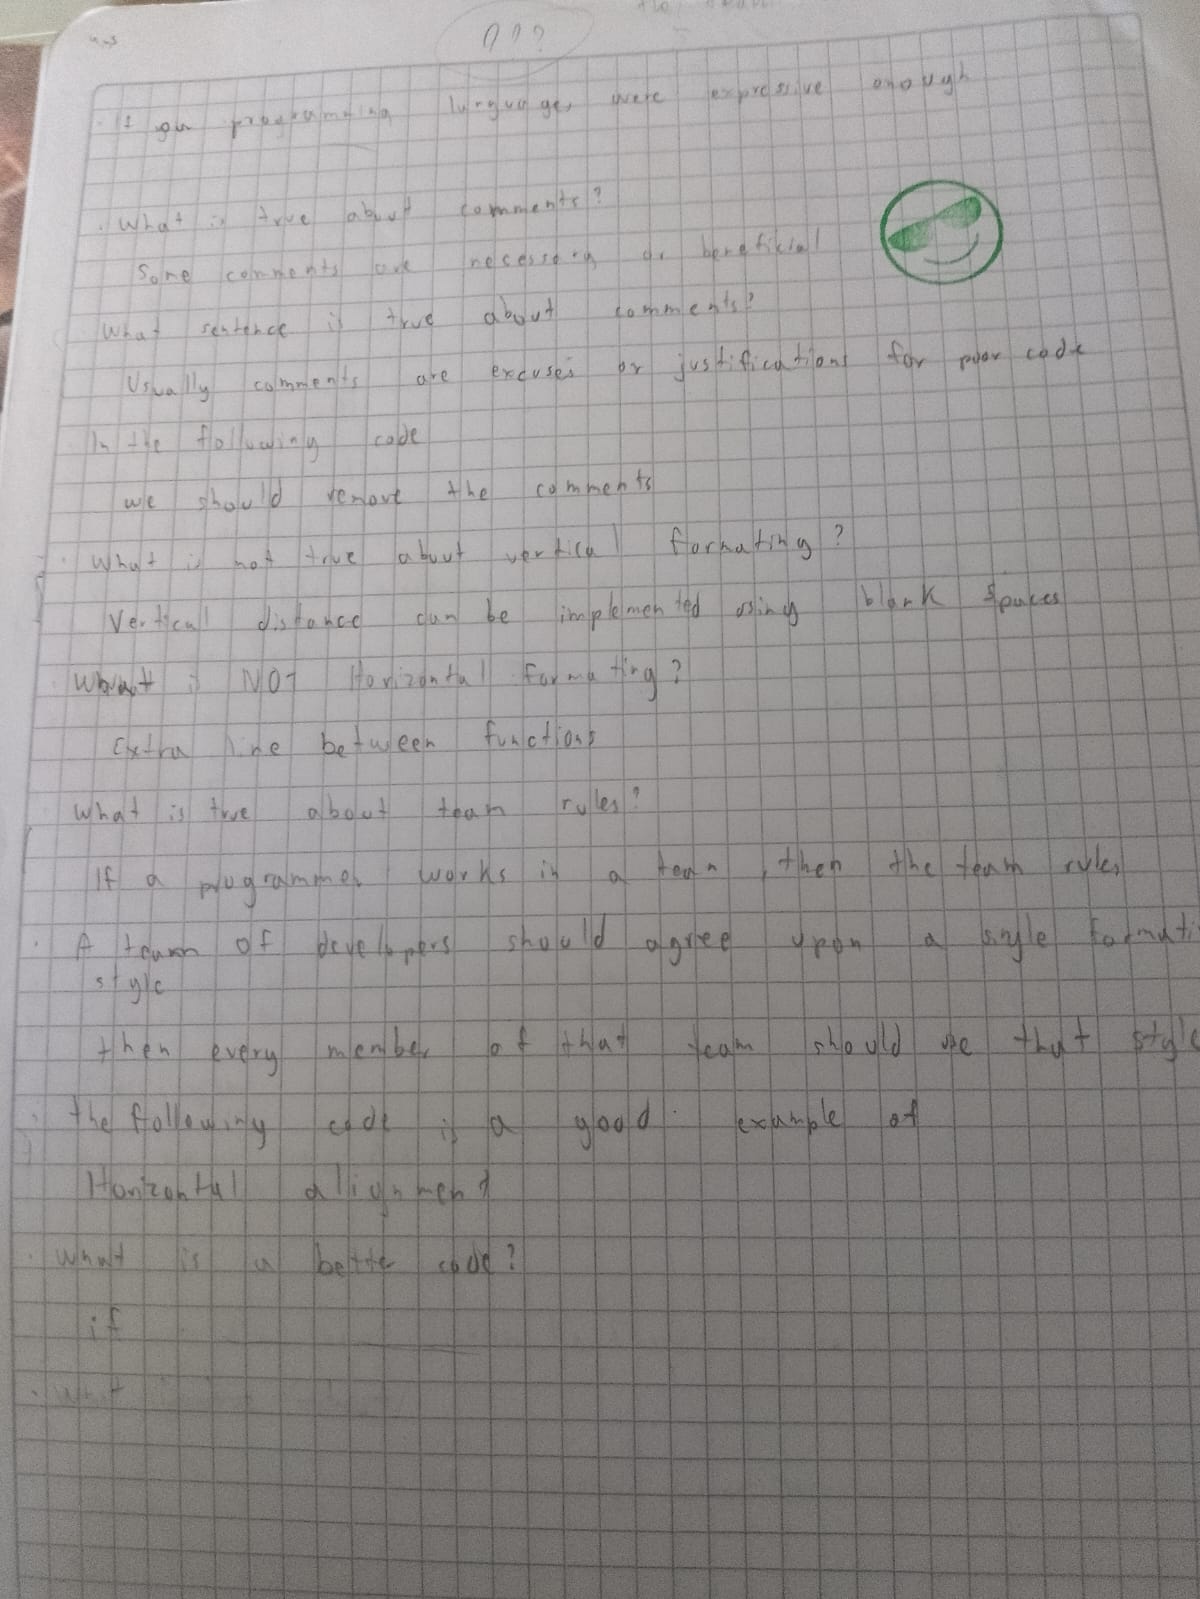 ???
If our programming languages were expressive enough
What is true about comments?
Some comments are necessary or beneficial
What sentence is true about comments?
Usually comments are excuses or justifications for poor code
In the following code
we should remove the comments
What is not true about vertical formating?
Vertical distance can be implemented using blank spaces
What is NOT Horizontal formating?
Extra line between functions
What is true about team rules?
If a programmer works in a team, then the team rules
A team of developers should agree upon a single formatti
style
then every member of that team should use that style
the following code is a good example of
Horizontal allignment
What is a better code?
if